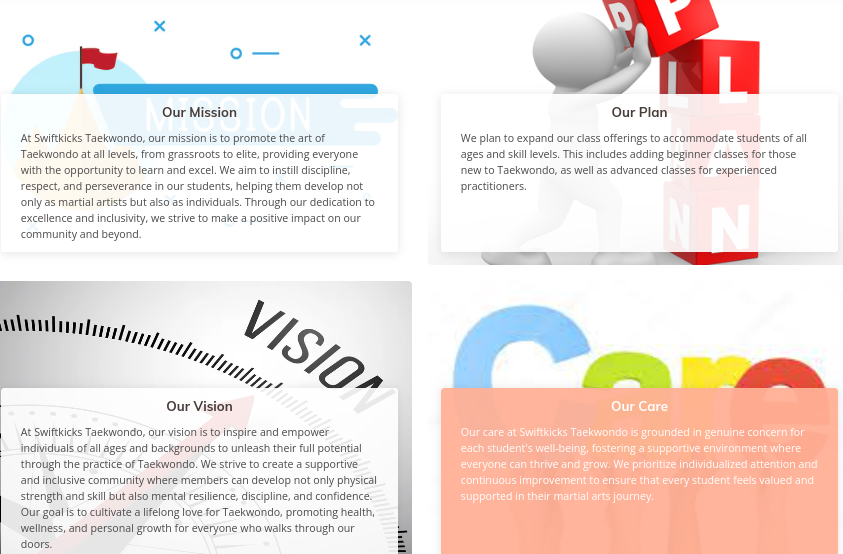 MISSION
Our Mission
At Swiftkicks Taekwondo, our mission is to promote the art of
Taekwondo at all levels, from grassroots to elite, providing everyone
with the opportunity to learn and excel. We aim to instill discipline,
respect, and perseverance in our students, helping them develop not
only as martial artists but also as individuals. Through our dedication to
excellence and inclusivity, we strive to make a positive impact on our
community and beyond.
P
L
A
N
Our Plan
We plan to expand our class offerings to accommodate students of all
ages and skill levels. This includes adding beginner classes for those
new to Taekwondo, as well as advanced classes for experienced
practitioners.
VISION
Our Vision
At Swiftkicks Taekwondo, our vision is to inspire and empower
individuals of all ages and backgrounds to unleash their full potential
through the practice of Taekwondo. We strive to create a supportive
and inclusive community where members can develop not only physical
strength and skill but also mental resilience, discipline, and confidence.
Our goal is to cultivate a lifelong love for Taekwondo, promoting health,
wellness, and personal growth for everyone who walks through our
doors.
Care
Our Care
Our care at Swiftkicks Taekwondo is grounded in genuine concern for
each student's well-being, fostering a supportive environment where
everyone can thrive and grow. We prioritize individualized attention and
continuous improvement to ensure that every student feels valued and
supported in their martial arts journey.